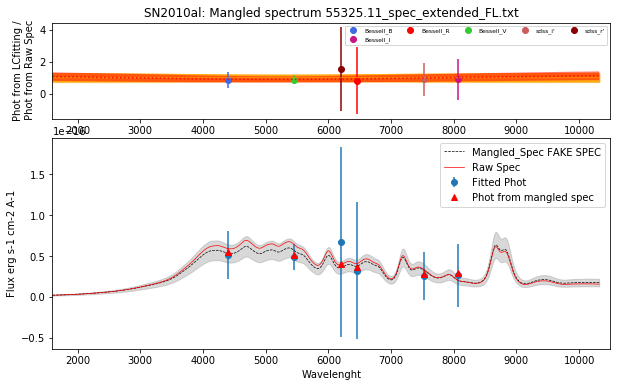 SN2010al: Mangled spectrum 55325.11_spec_extended_FL.txt
Phot from LCfitting /
Phot from Raw Spec
4
2
0
Bessell_B
Bessell_R
Bessell_V
sdss_i'
sdss_r'
Bessell_I
2000 3000 4000 5000 6000 7000 8000 9000 10000
1e−16
Flux erg s-1 cm-2 A-1
1.5
1.0
0.5
0.0
−0.5
Mangled_Spec FAKE SPEC
Raw Spec
Fitted Phot
Phot from mangled spec
2000 3000 4000 5000 6000 7000 8000 9000 10000
Wavelenght